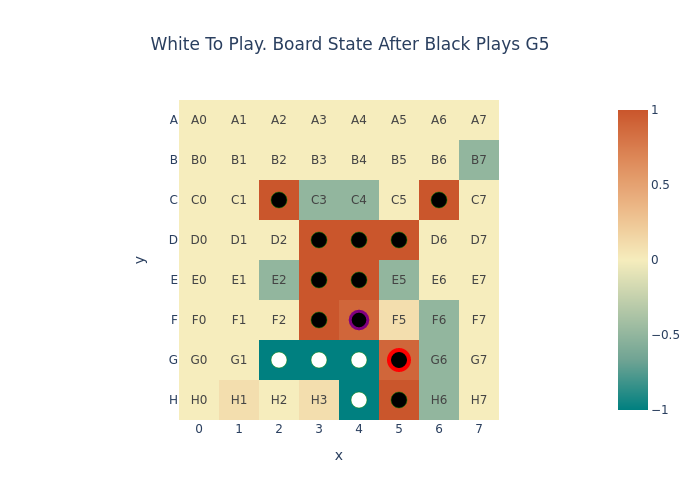 White To Play. Board State After Black Plays G5
A A0 A1 A2 A3 A4 A5 A6 A7
B B0 B1 B2 B3 B4 B5 B6 B7
C C0 C1 C3 C4 C5 C7
D D0 D1 D2 D6 D7
E E0 E1 E2 E5 E6 E7
F F0 F1 F2 F5 F6 F7
G G0 G1 G6 G7
H H0 H1 H2 H3 H6 H7
0 1 2 3 4 5 6 7
x
y
1
0.5
0
−0.5
−1